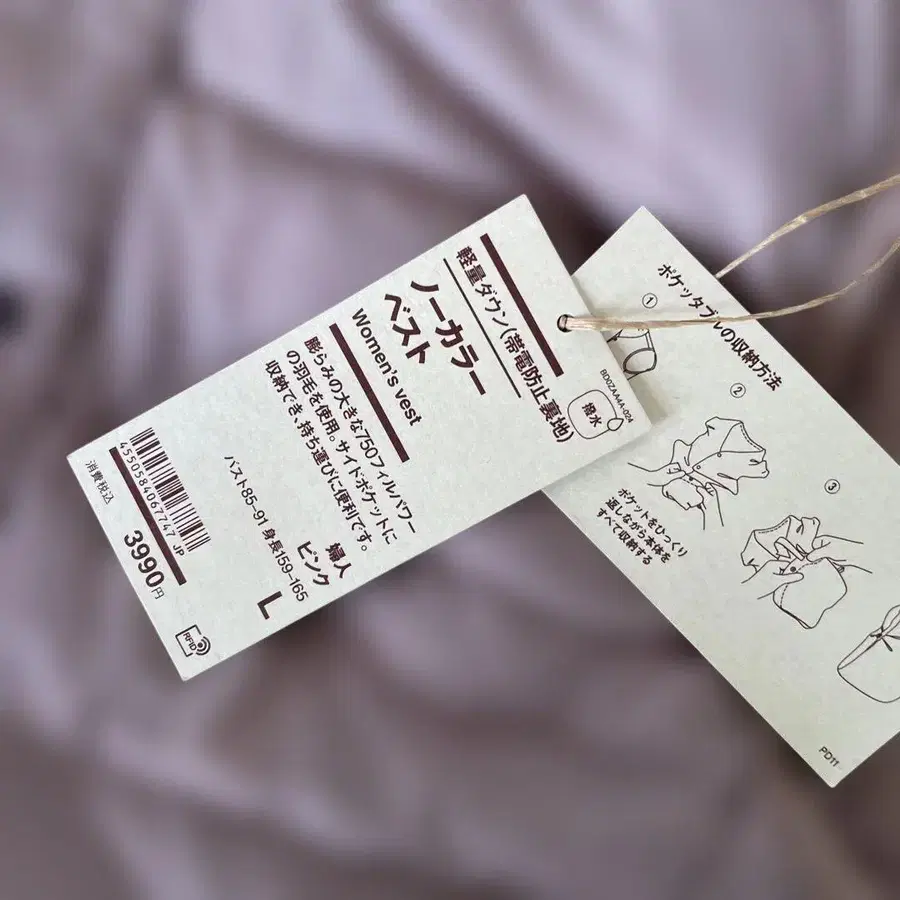 軽量ダウン(帯電防止裏地)
ノーカラー
ベスト
Women's vest
BD0ZAA4A-024
撥水
膨らみの大きな750フィルパワー
の羽毛を使用。サイドポケットに
収納でき、持ち運びに便利です。
婦人
ピンク
バスト85-91 身長159-165
L
4550584067747 JP
消費税込
3990円
RFID
ポケッタブルの収納方法
①
②
③
ポケットをひっくり
返しながら本体を
すべて収納する
PD11